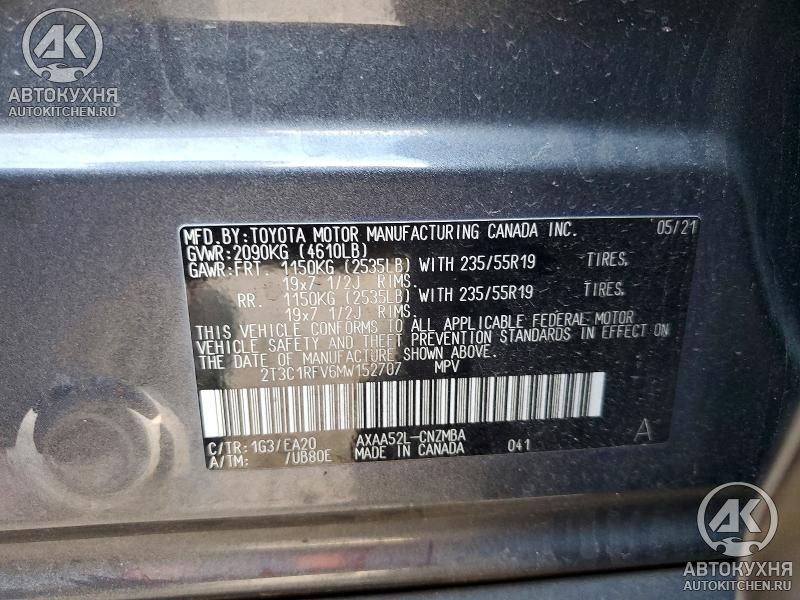 АК
АВТОКУХНЯ
AUTOKITCHEN.RU
MFD.BY:TOYOTA MOTOR MANUFACTURING CANADA INC. 05/21
GVWR:2090KG (4610LB)
GAWR:FRT. 1150KG (2535LB) WITH 235/55R19 TIRES,
19x7 1/2J RIMS.
RR. 1150KG (2535LB) WITH 235/55R19 TIRES,
19x7 1/2J RIMS.
THIS VEHICLE CONFORMS TO ALL APPLICABLE FEDERAL MOTOR
VEHICLE SAFETY AND THEFT PREVENTION STANDARDS IN EFFECT ON
THE DATE OF MANUFACTURE SHOWN ABOVE.
2T3C1RFV6MW152707 MPV
C/TR:1G3/EA20 AXAA52L-CNZMBA 041 A
A/TM: /UB80E MADE IN CANADA
АК
АВТОКУХНЯ
AUTOKITCHEN.RU